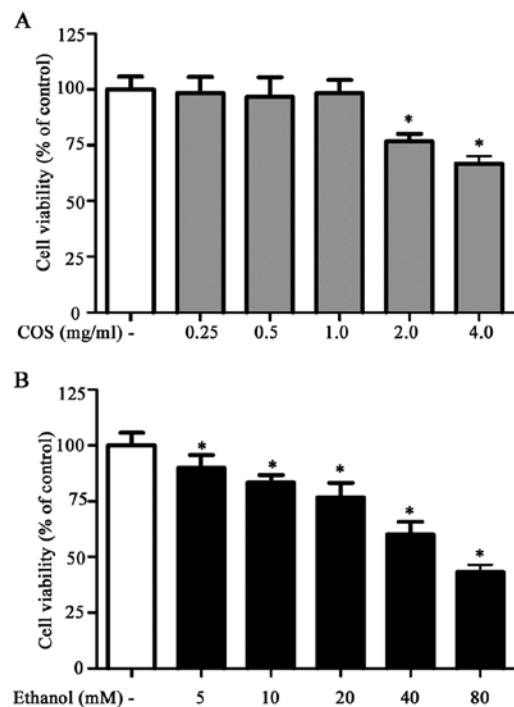 A
125
100
75
50
25
0
Cell viability (% of control)
* *
COS (mg/ml) - 0.25 0.5 1.0 2.0 4.0
B
125
100
75
50
25
0
Cell viability (% of control)
* * * * *
Ethanol (mM) - 5 10 20 40 80